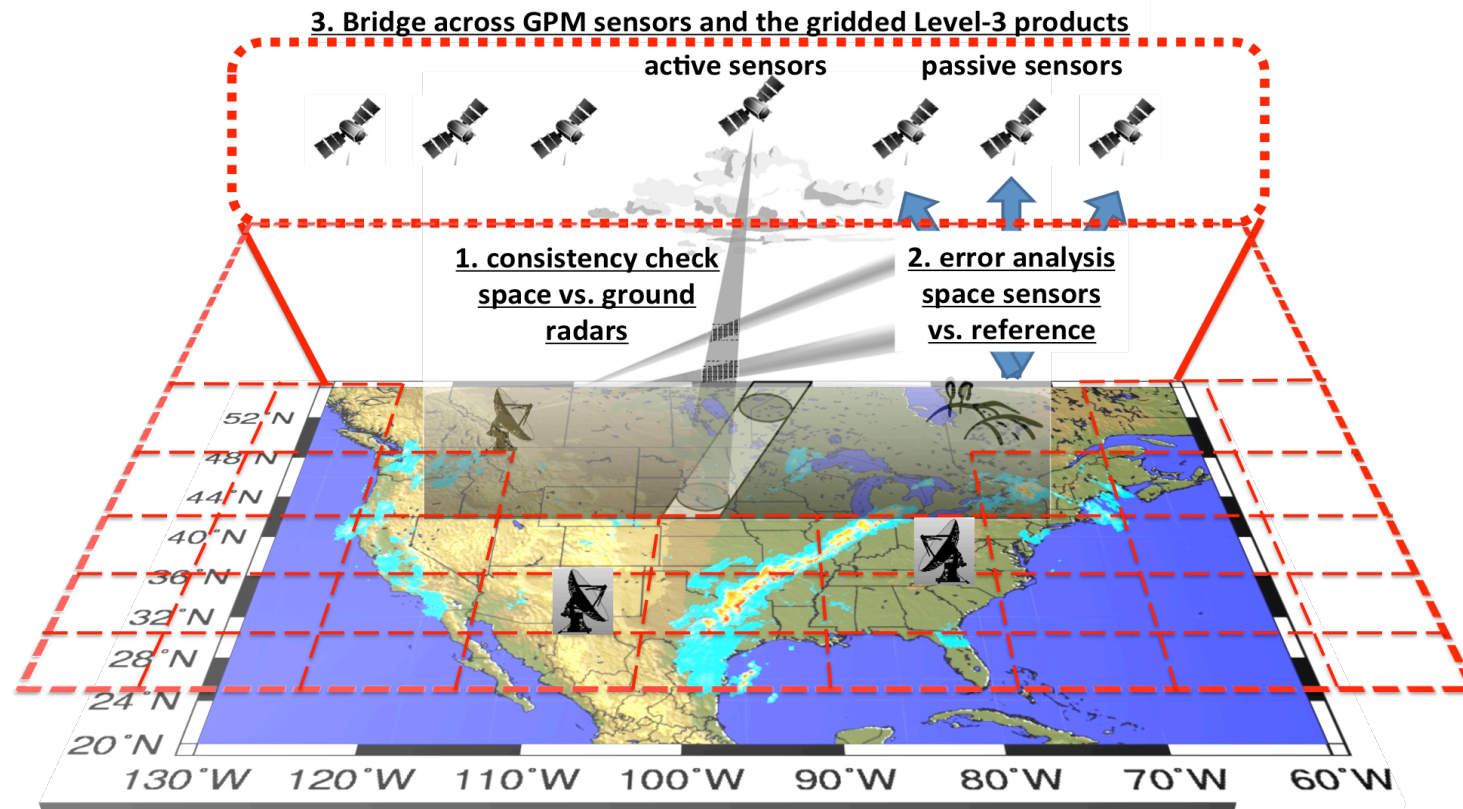 3. Bridge across GPM sensors and the gridded Level-3 products
active sensors
passive sensors
1. consistency check
space vs. ground
radars
2. error analysis
space sensors
vs. reference
52°N
48°N
44°N
40°N
36°N
32°N
28°N
24°N
20°N
130°W 120°W 110°W 100°W 90°W 80°W 70°W 60°W